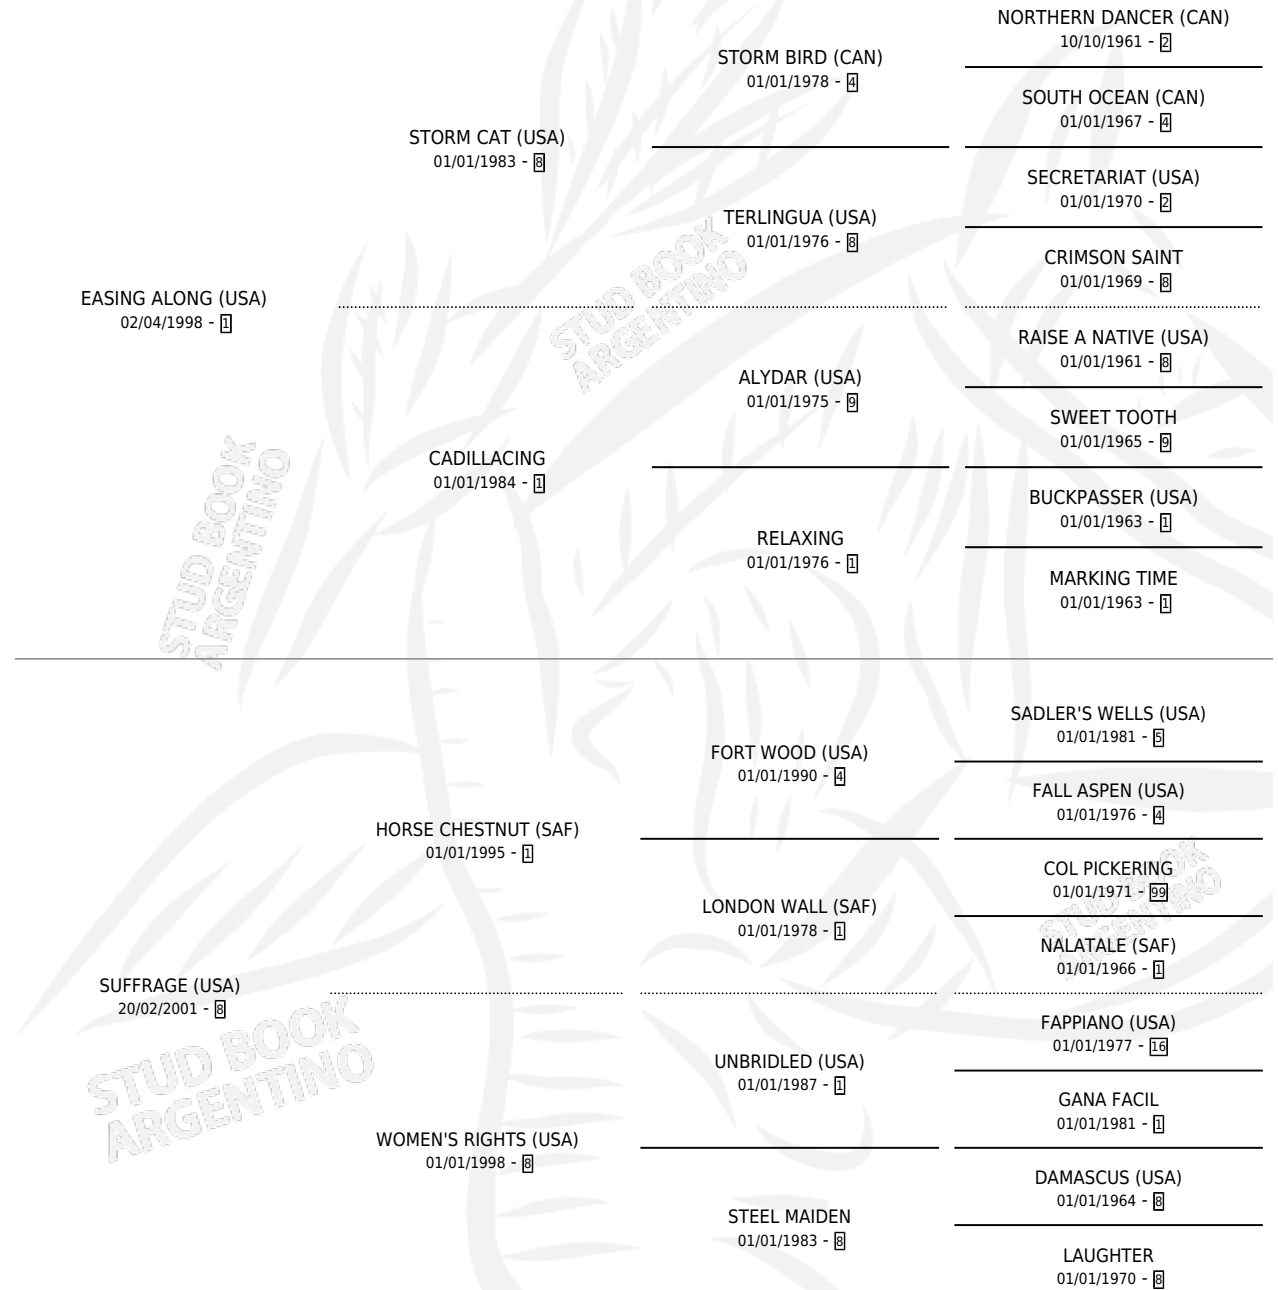 NORTHERN DANCER (CAN)
10/10/1961 - 2
STORM BIRD (CAN)
01/01/1978 - 4
SOUTH OCEAN (CAN)
01/01/1967 - 4
STORM CAT (USA)
01/01/1983 - 8
SECRETARIAT (USA)
01/01/1970 - 2
TERLINGUA (USA)
01/01/1976 - 8
CRIMSON SAINT
01/01/1969 - 8
EASING ALONG (USA)
02/04/1998 - 1
RAISE A NATIVE (USA)
01/01/1961 - 8
ALYDAR (USA)
01/01/1975 - 9
SWEET TOOTH
01/01/1965 - 9
CADILLACING
01/01/1984 - 1
BUCKPASSER (USA)
01/01/1963 - 1
RELAXING
01/01/1976 - 1
MARKING TIME
01/01/1963 - 1
SADLER'S WELLS (USA)
01/01/1981 - 5
FORT WOOD (USA)
01/01/1990 - 4
FALL ASPEN (USA)
01/01/1976 - 4
HORSE CHESTNUT (SAF)
01/01/1995 - 1
COL PICKERING
01/01/1971 - 99
LONDON WALL (SAF)
01/01/1978 - 1
NALATALE (SAF)
01/01/1966 - 1
SUFFRAGE (USA)
20/02/2001 - 8
FAPPIANO (USA)
01/01/1977 - 16
UNBRIDLED (USA)
01/01/1987 - 1
GANA FACIL
01/01/1981 - 1
WOMEN'S RIGHTS (USA)
01/01/1998 - 8
DAMASCUS (USA)
01/01/1964 - 8
STEEL MAIDEN
01/01/1983 - 8
LAUGHTER
01/01/1970 - 8
STUD BOOK
ARGENTINO
STUD BOOK
ARGENTINO
STUD BOOK
ARGENTINO
STUD BOOK
ARGENTINO